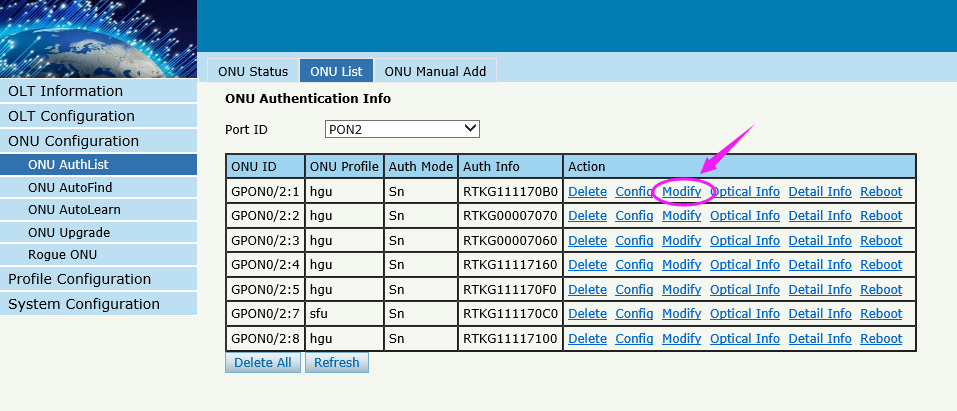 ONU Status ONU List ONU Manual Add
OLT Information
OLT Configuration
ONU Configuration
ONU AuthList
ONU AutoFind
ONU AutoLearn
ONU Upgrade
Rogue ONU
Profile Configuration
System Configuration
ONU Authentication Info
Port ID PON2
ONU ID ONU Profile Auth Mode Auth Info Action
GPON0/2:1 hgu Sn RTKG111170B0 Delete Config Modify Optical Info Detail Info Reboot
GPON0/2:2 hgu Sn RTKG00007070 Delete Config Modify Optical Info Detail Info Reboot
GPON0/2:3 hgu Sn RTKG00007060 Delete Config Modify Optical Info Detail Info Reboot
GPON0/2:4 hgu Sn RTKG11117160 Delete Config Modify Optical Info Detail Info Reboot
GPON0/2:5 hgu Sn RTKG111170F0 Delete Config Modify Optical Info Detail Info Reboot
GPON0/2:7 sfu Sn RTKG111170C0 Delete Config Modify Optical Info Detail Info Reboot
GPON0/2:8 hgu Sn RTKG11117100 Delete Config Modify Optical Info Detail Info Reboot
Delete All Refresh